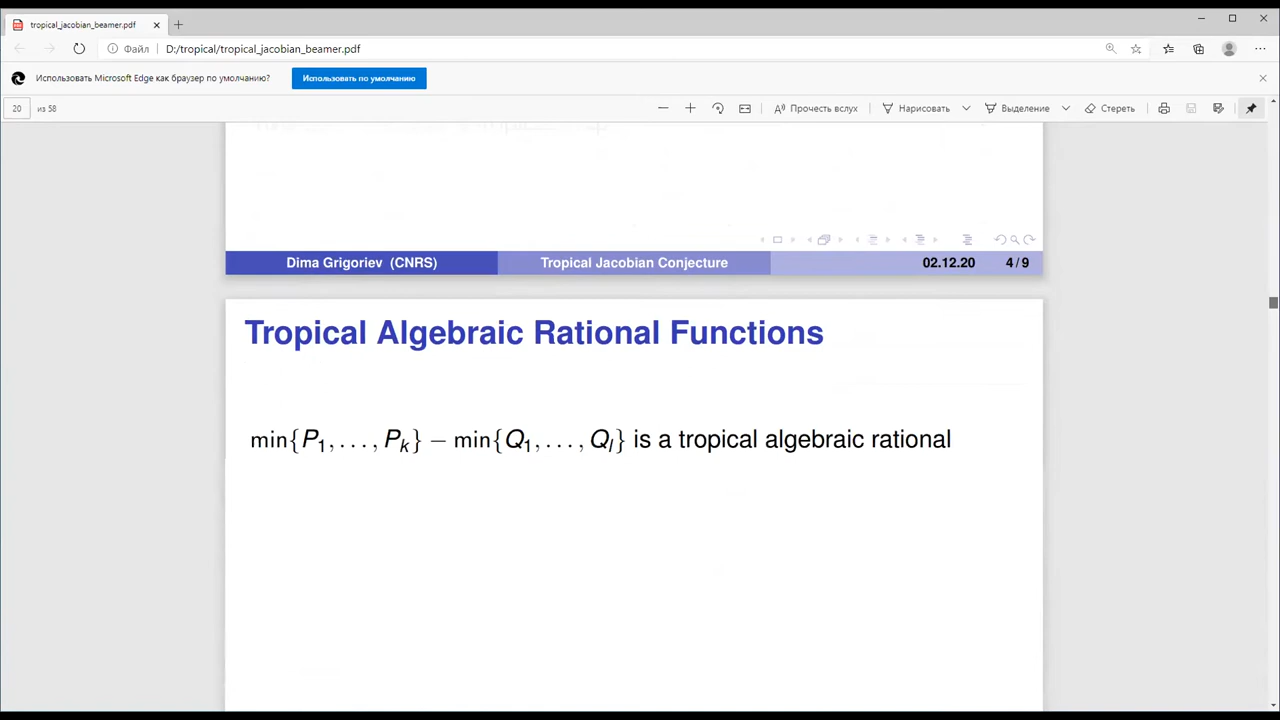 tropical_jacobian_beamer.pdf
Файл D:/tropical/tropical_jacobian_beamer.pdf
Использовать Microsoft Edge как браузер по умолчанию? Использовать по умолчанию
20 из 58 Прочесть вслух Нарисовать Выделение Стереть
Dima Grigoriev (CNRS) Tropical Jacobian Conjecture 02.12.20 4 / 9
Tropical Algebraic Rational Functions
min{P₁, . . . , Pₖ} − min{Q₁, . . . , Qₗ} is a tropical algebraic rational